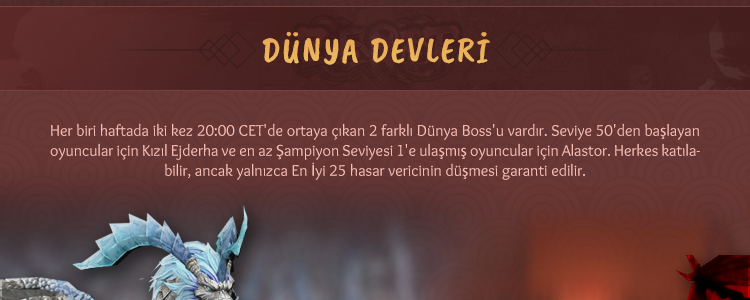 DÜNYA DEVLERİ
Her biri haftada iki kez 20:00 CET'de ortaya çıkan 2 farklı Dünya Boss'u vardır. Seviye 50'den başlayan
oyuncular için Kızıl Ejderha ve en az Şampiyon Seviyesi 1'e ulaşmış oyuncular için Alastor. Herkes katıla-
bilir, ancak yalnızca En İyi 25 hasar vericinin düşmesi garanti edilir.